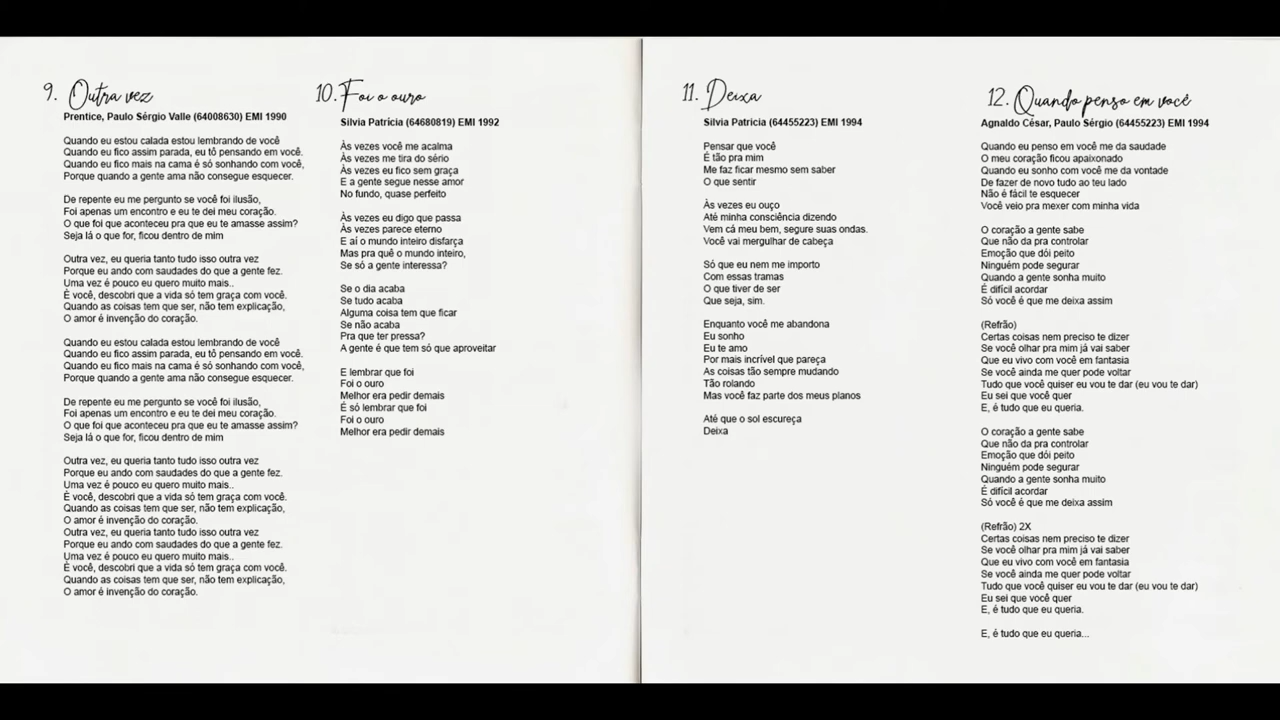 9. Outra vez
Prentice, Paulo Sérgio Valle (64008630) EMI 1990
Quando eu estou calada estou lembrando de você
Quando eu fico assim parada, eu tô pensando em você.
Quando eu fico mais na cama é só sonhando com você,
Porque quando a gente ama não consegue esquecer.
De repente eu me pergunto se você foi ilusão,
Foi apenas um encontro e eu te dei meu coração.
O que foi que aconteceu pra que eu te amasse assim?
Seja lá o que for, ficou dentro de mim
Outra vez, eu queria tanto tudo isso outra vez
Porque eu ando com saudades do que a gente fez.
Uma vez é pouco eu quero muito mais..
É você, descobri que a vida só tem graça com você.
Quando as coisas tem que ser, não tem explicação,
O amor é invenção do coração.
Quando eu estou calada estou lembrando de você
Quando eu fico assim parada, eu tô pensando em você.
Quando eu fico mais na cama é só sonhando com você,
Porque quando a gente ama não consegue esquecer.
De repente eu me pergunto se você foi ilusão,
Foi apenas um encontro e eu te dei meu coração.
O que foi que aconteceu pra que eu te amasse assim?
Seja lá o que for, ficou dentro de mim
Outra vez, eu queria tanto tudo isso outra vez
Porque eu ando com saudades do que a gente fez.
Uma vez é pouco eu quero muito mais..
É você, descobri que a vida só tem graça com você.
Quando as coisas tem que ser, não tem explicação,
O amor é invenção do coração.
Outra vez, eu queria tanto tudo isso outra vez
Porque eu ando com saudades do que a gente fez.
Uma vez é pouco eu quero muito mais..
É você, descobri que a vida só tem graça com você.
Quando as coisas tem que ser, não tem explicação,
O amor é invenção do coração.
10. Foi o ouro
Silvia Patrícia (64680819) EMI 1992
Às vezes você me acalma
Às vezes me tira do sério
Às vezes eu fico sem graça
E a gente segue nesse amor
No fundo, quase perfeito
Às vezes eu digo que passa
Às vezes parece eterno
E aí o mundo inteiro disfarça
Mas pra quê o mundo inteiro,
Se só a gente interessa?
Se o dia acaba
Se tudo acaba
Alguma coisa tem que ficar
Se não acaba
Pra que ter pressa?
A gente é que tem só que aproveitar
E lembrar que foi
Foi o ouro
Melhor era pedir demais
É só lembrar que foi
Foi o ouro
Melhor era pedir demais
11. Deixa
Silvia Patricia (64455223) EMI 1994
Pensar que você
É tão pra mim
Me faz ficar mesmo sem saber
O que sentir
Às vezes eu ouço
Até minha consciência dizendo
Vem cá meu bem, segure suas ondas.
Você vai mergulhar de cabeça
Só que eu nem me importo
Com essas tramas
O que tiver de ser
Que seja, sim.
Enquanto você me abandona
Eu sonho
Eu te amo
Por mais incrível que pareça
As coisas tão sempre mudando
Tão rolando
Mas você faz parte dos meus planos
Até que o sol escureça
Deixa
12. Quando penso em você
Agnaldo César, Paulo Sérgio (64455223) EMI 1994
Quando eu penso em você me da saudade
O meu coração ficou apaixonado
Quando eu sonho com você me da vontade
De fazer de novo tudo ao teu lado
Não é fácil te esquecer
Você veio pra mexer com minha vida
O coração a gente sabe
Que não da pra controlar
Emoção que dói peito
Ninguém pode segurar
Quando a gente sonha muito
É difícil acordar
Só você é que me deixa assim
(Refrão)
Certas coisas nem preciso te dizer
Se você olhar pra mim já vai saber
Que eu vivo com você em fantasia
Se você ainda me quer pode voltar
Tudo que você quiser eu vou te dar (eu vou te dar)
Eu sei que você quer
E, é tudo que eu queria.
O coração a gente sabe
Que não da pra controlar
Emoção que dói peito
Ninguém pode segurar
Quando a gente sonha muito
É difícil acordar
Só você é que me deixa assim
(Refrão) 2X
Certas coisas nem preciso te dizer
Se você olhar pra mim já vai saber
Que eu vivo com você em fantasia
Se você ainda me quer pode voltar
Tudo que você quiser eu vou te dar (eu vou te dar)
Eu sei que você quer
E, é tudo que eu queria.
E, é tudo que eu queria...